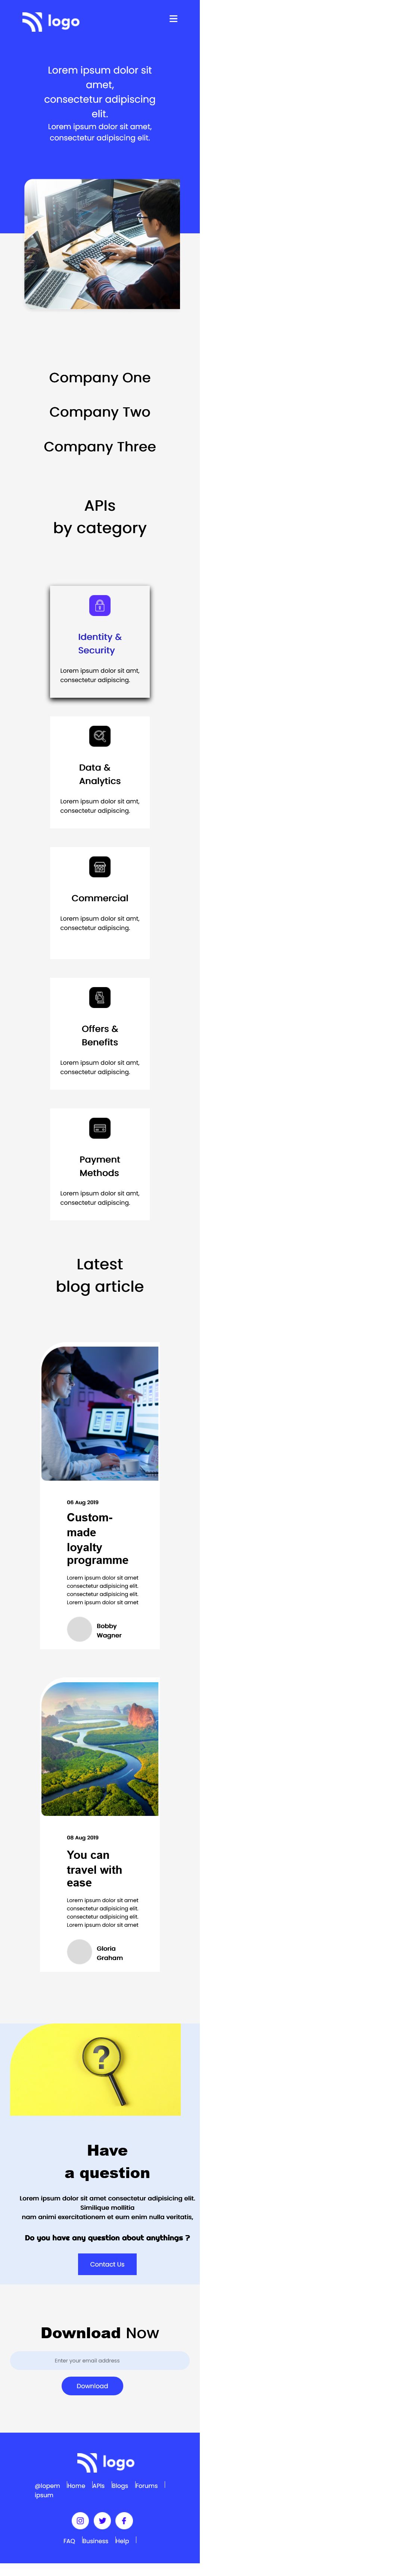 logo
Lorem ipsum dolor sit
amet,
consectetur adipiscing
elit.
Lorem ipsum dolor sit amet,
consectetur adipiscing elit.
Company One
Company Two
Company Three
APIs
by category
Identity &
Security
Lorem ipsum dolor sit amt,
consectetur adipiscing.
Data &
Analytics
Lorem ipsum dolor sit amt,
consectetur adipiscing.
Commercial
Lorem ipsum dolor sit amt,
consectetur adipiscing.
Offers &
Benefits
Lorem ipsum dolor sit amt,
consectetur adipiscing.
Payment
Methods
Lorem ipsum dolor sit amt,
consectetur adipiscing.
Latest
blog article
06 Aug 2019
Custom-
made
loyalty
programme
Lorem ipsum dolor sit amet
consectetur adipisicing elit.
consectetur adipisicing elit.
Lorem ipsum dolor sit amet
Bobby
Wagner
08 Aug 2019
You can
travel with
ease
Lorem ipsum dolor sit amet
consectetur adipisicing elit.
consectetur adipisicing elit.
Lorem ipsum dolor sit amet
Gloria
Graham
?
Have
a question
Lorem ipsum dolor sit amet consectetur adipisicing elit.
Similique mollitia
nam animi exercitationem et eum enim nulla veritatis,
Do you have any question about anythings ?
Contact Us
Download Now
Enter your email address
Download
logo
@lopem ipsum | Home | APIs | Blogs | Forums |
FAQ | Business | Help |